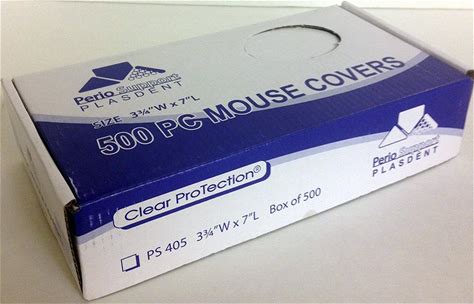 Perio Support
PLASDENT
SIZE 3¾"W x 7"L
500 PC MOUSE COVERS
Perio Support
PLASDENT
Clear ProTection®
PS 405 3¾"W x 7"L Box of 500